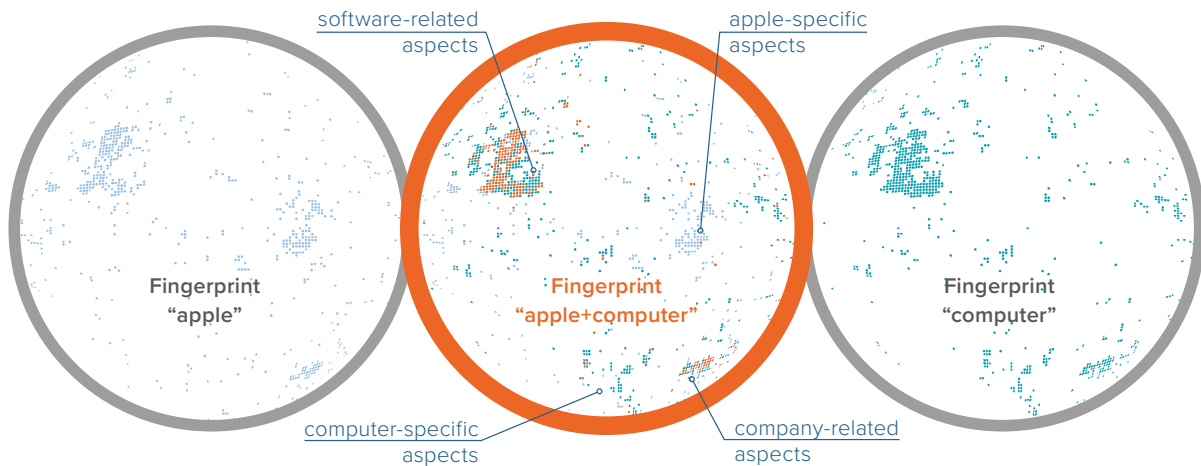 software-related
aspects
apple-specific
aspects
Fingerprint
“apple”
Fingerprint
“apple+computer”
Fingerprint
“computer”
computer-specific
aspects
company-related
aspects